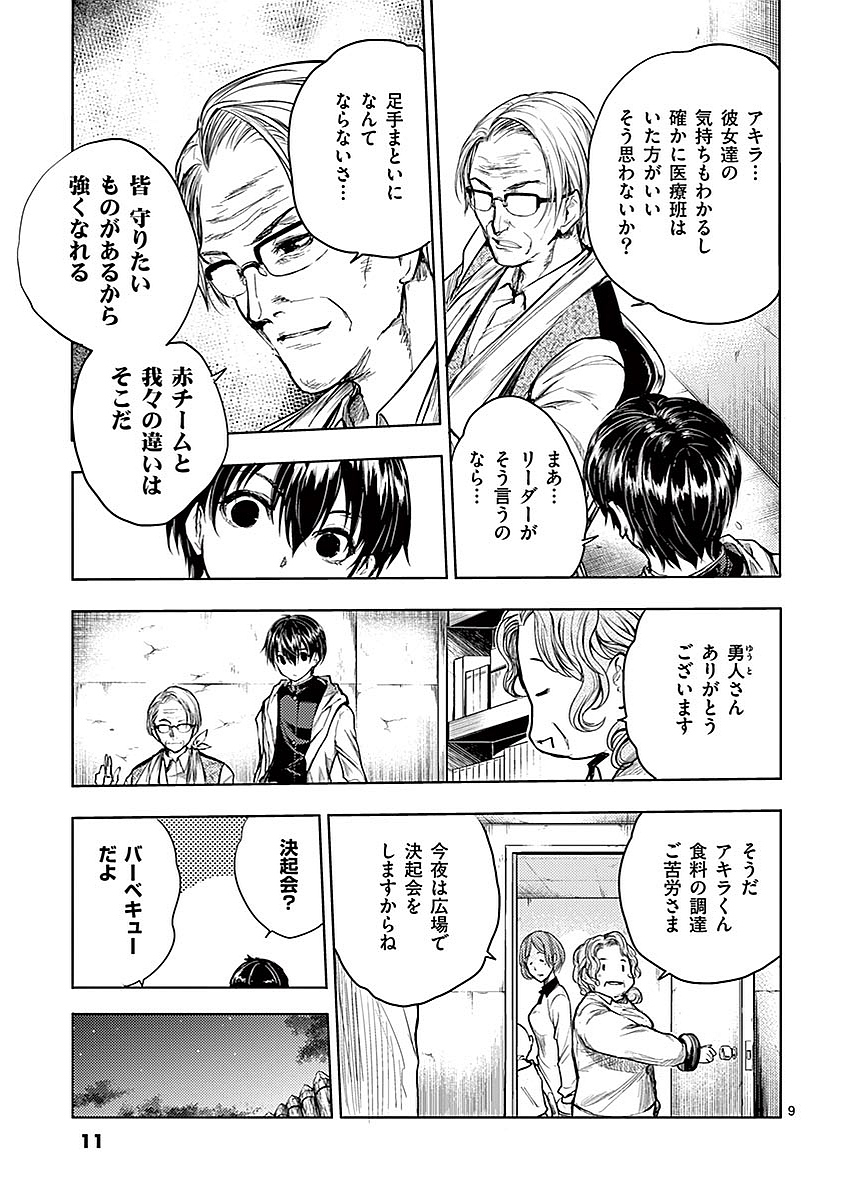 アキラ…
彼女達の
気持ちもわかるし
確かに医療班は
いた方がいい
そう思わないか?
まあ…
リーダーが
そう言うの
なら…
足手まといに
なんて
ならないさ…
皆 守りたい
ものがあるから
強くなれる
赤チームと
我々の違いは
そこだ
勇人さん
ゆうと
ありがとう
ございます
そうだ
アキラくん
食料の調達
ご苦労さま
今夜は広場で
決起会を
しますからね
決起会?
バーベキュー
だよ
9
11